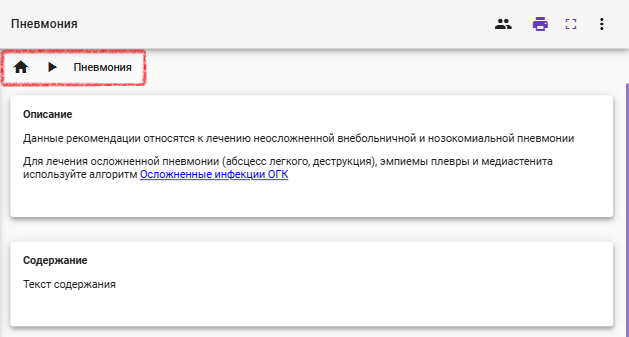 Пневмония
Пневмония
Описание
Данные рекомендации относятся к лечению неосложненной внебольничной и нозокомиальной пневмонии
Для лечения осложненной пневмонии (абсцесс легкого, деструкция), эмпиемы плевры и медиастенита
используйте алгоритм Осложненные инфекции ОГК
Содержание
Текст содержания